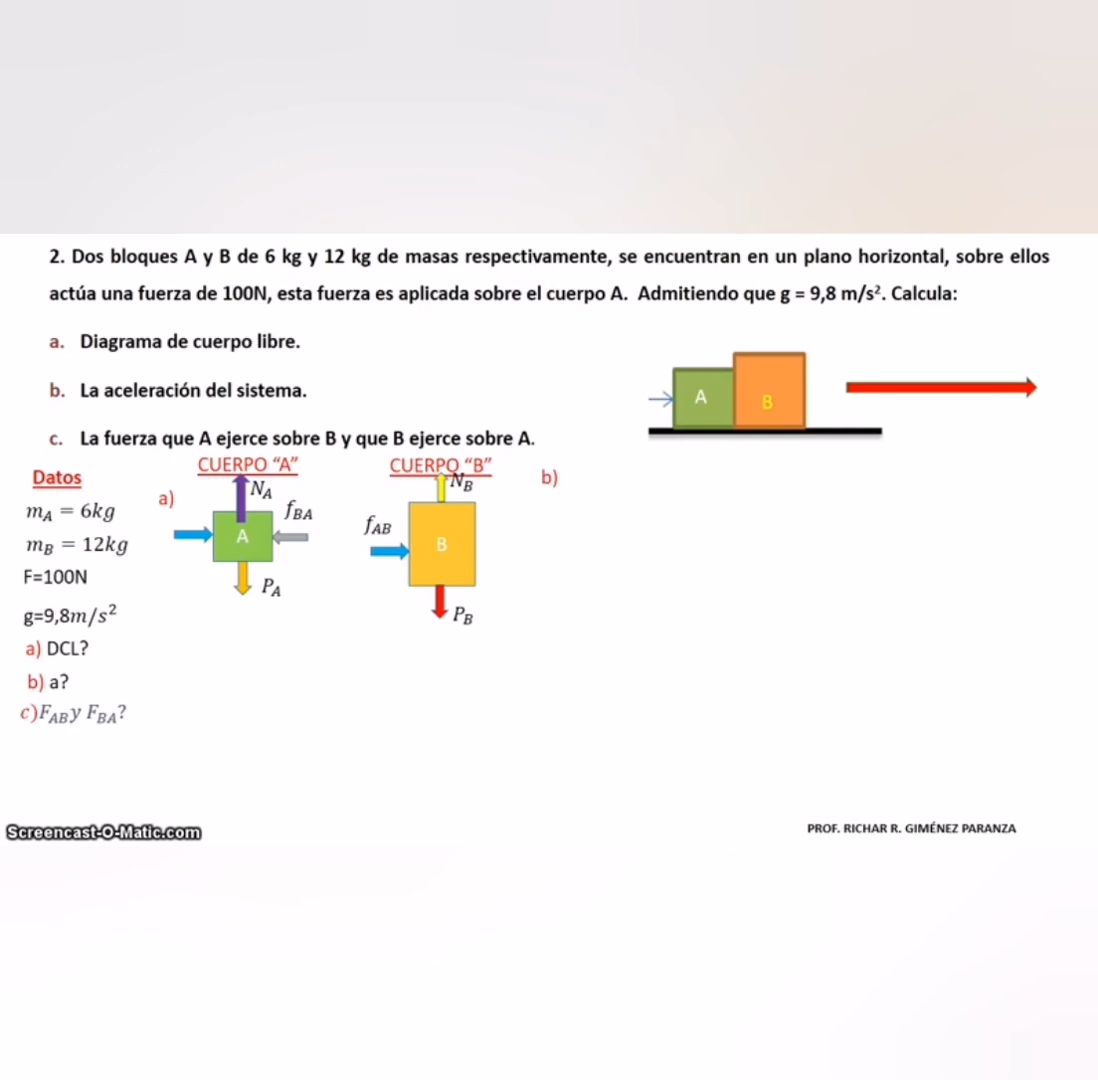 2. Dos bloques A y B de 6 kg y 12 kg de masas respectivamente, se encuentran en un plano horizontal, sobre ellos
actúa una fuerza de 100N, esta fuerza es aplicada sobre el cuerpo A. Admitiendo que g = 9,8 m/s². Calcula:
a. Diagrama de cuerpo libre.
b. La aceleración del sistema.
c. La fuerza que A ejerce sobre B y que B ejerce sobre A.
A
B
Datos
m_A = 6kg
m_B = 12kg
F=100N
g=9,8m/s²
a) DCL?
b) a?
c)F_AB y F_BA?
a)
CUERPO “A”
N_A
f_BA
A
P_A
CUERPO “B”
N_B
f_AB
B
P_B
b)
Screencast-O-Matic.com
PROF. RICHAR R. GIMÉNEZ PARANZA